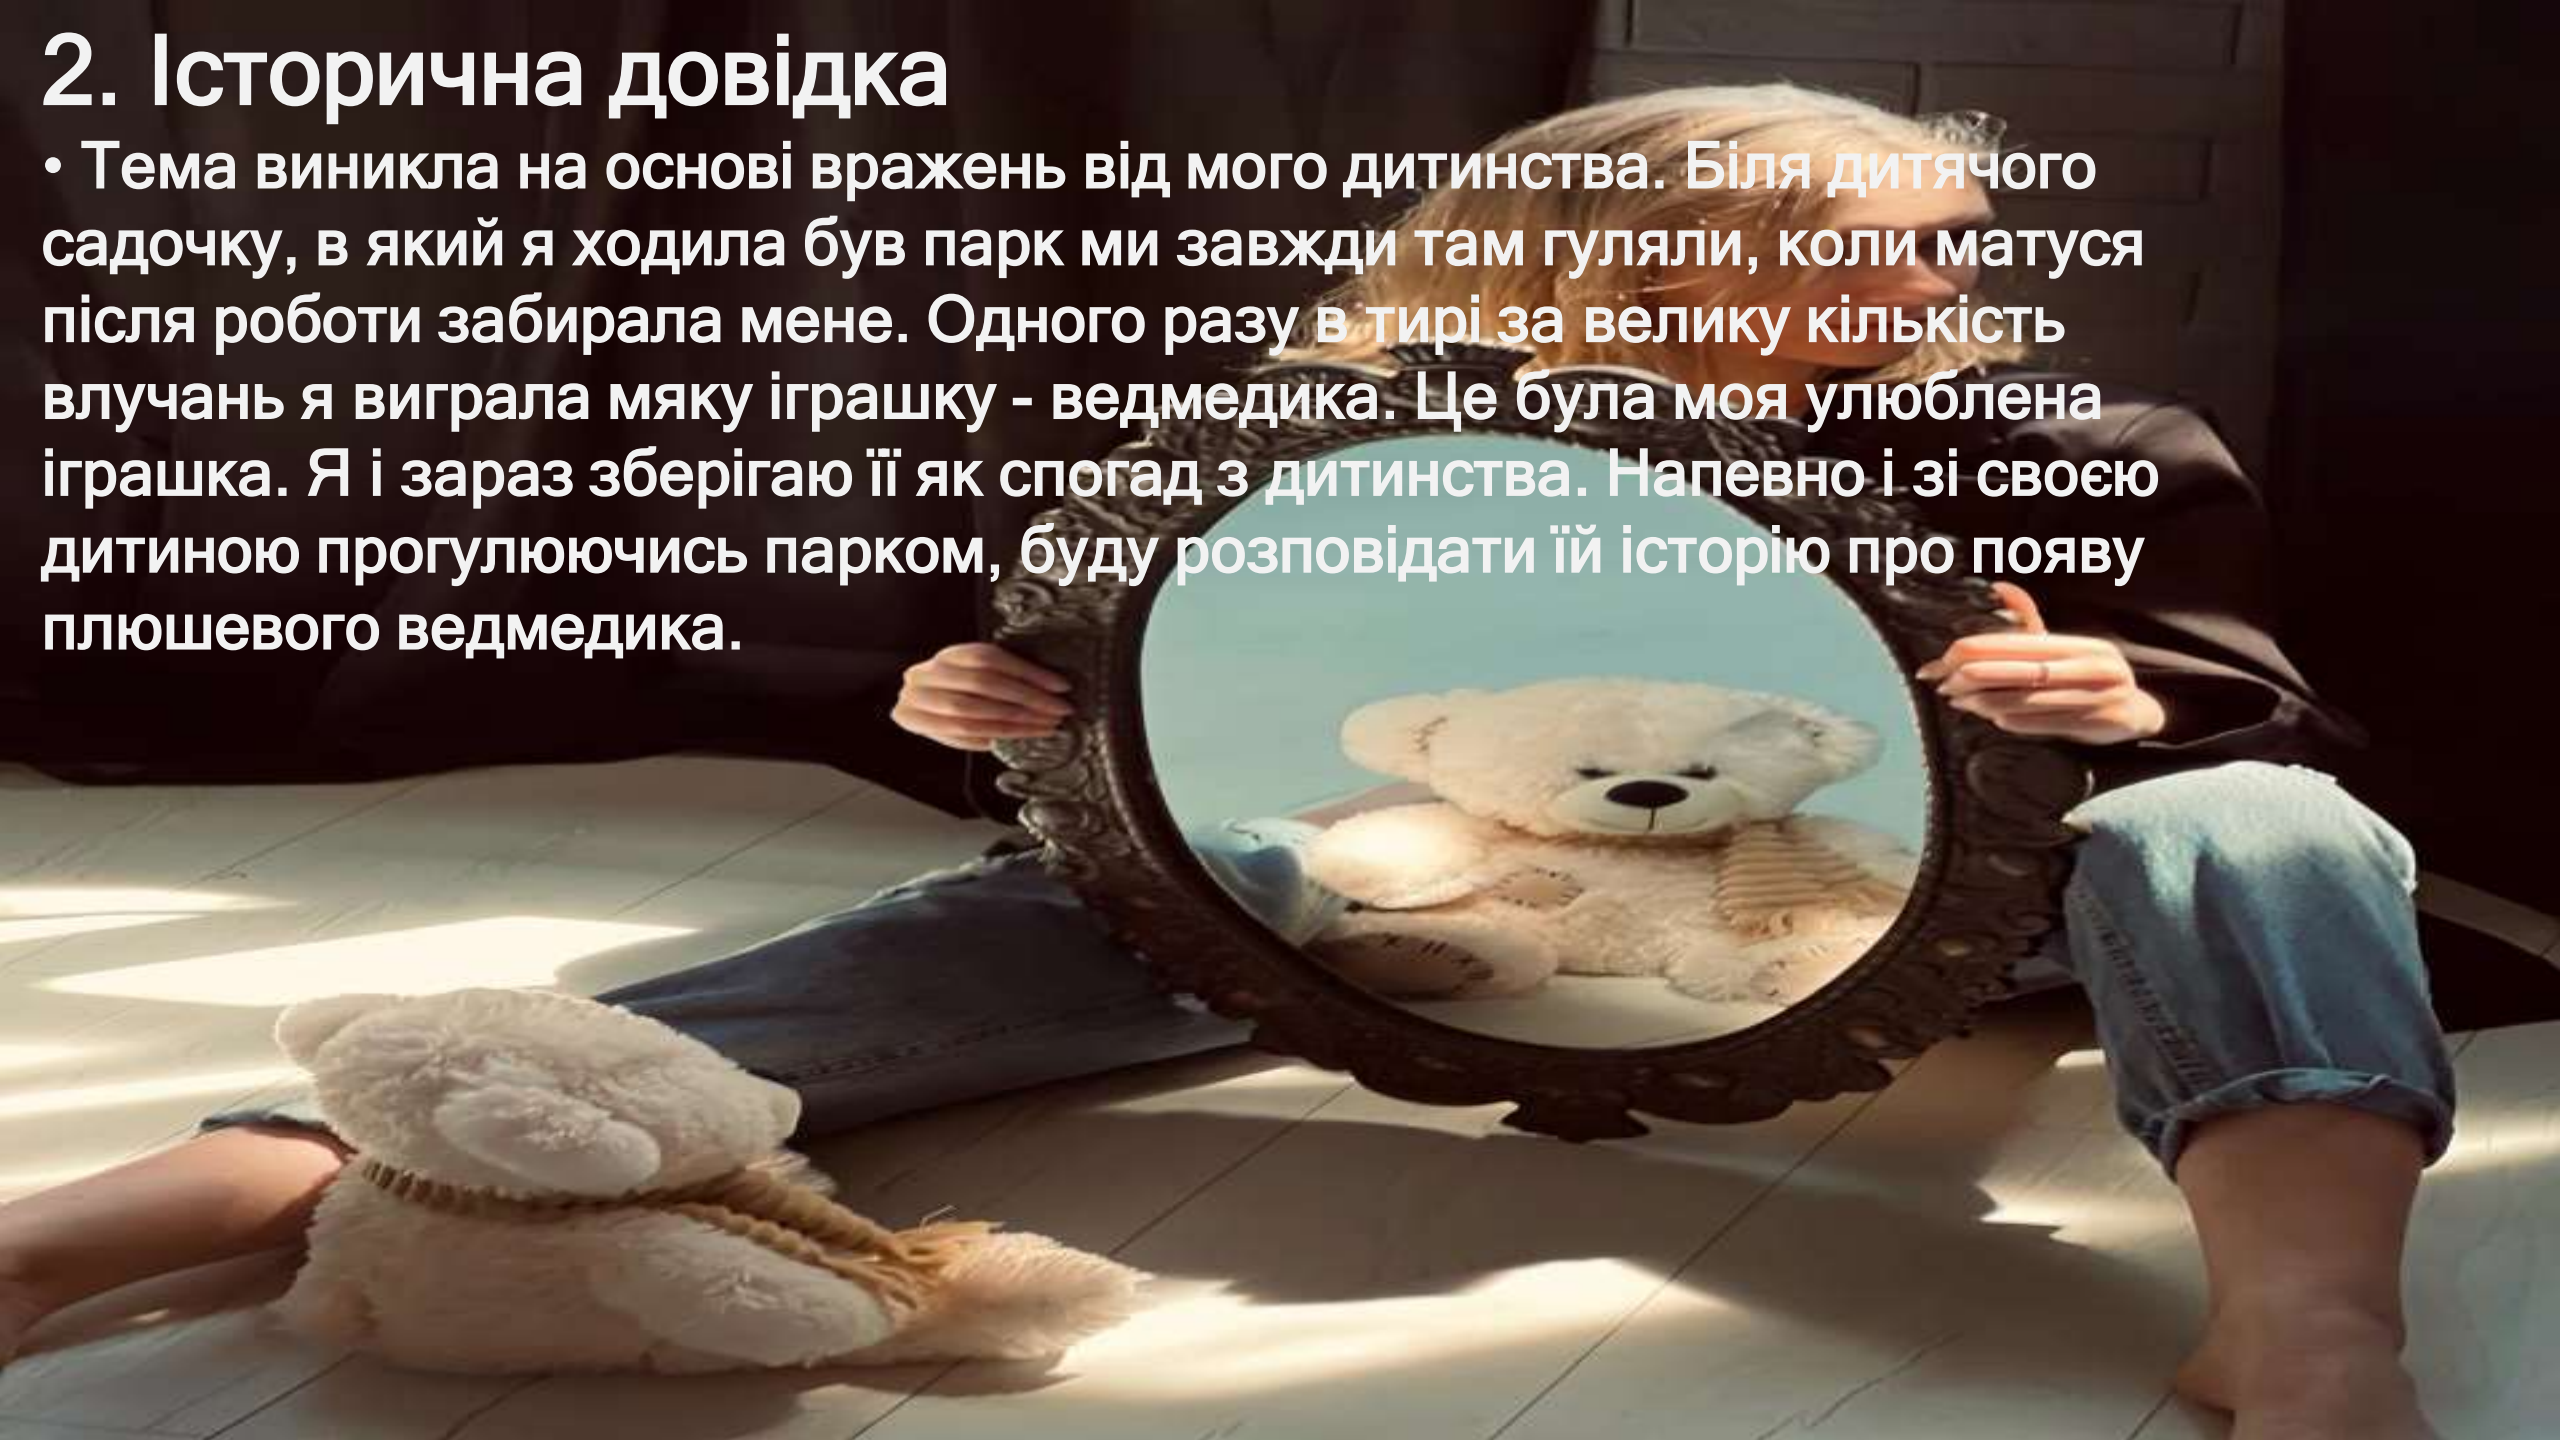 2. Історична довідка
• Тема виникла на основі вражень від мого дитинства. Біля дитячого
садочку, в який я ходила був парк ми завжди там гуляли, коли матуся
після роботи забирала мене. Одного разу в тирі за велику кількість
влучань я виграла мяку іграшку - ведмедика. Це була моя улюблена
іграшка. Я і зараз зберігаю її як спогад з дитинства. Напевно і зі своєю
дитиною прогулюючись парком, буду розповідати їй історію про появу
плюшевого ведмедика.